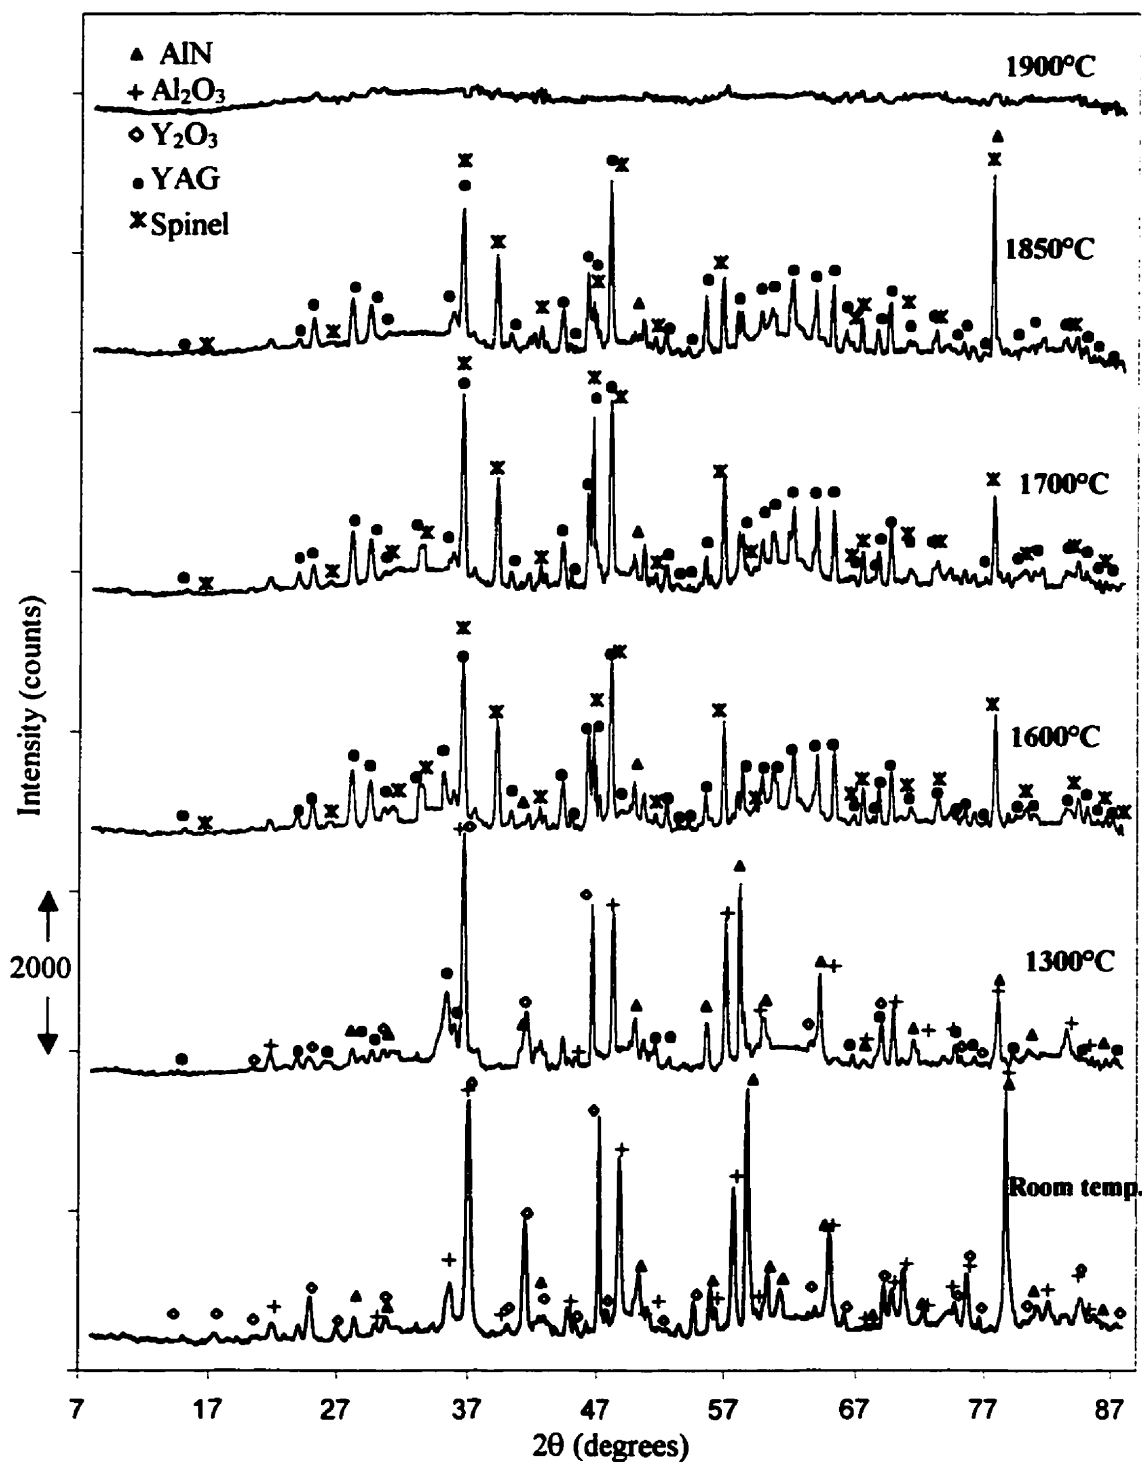 AlN
Al₂O₃
Y₂O₃
YAG
Spinel
1900°C
1850°C
1700°C
1600°C
1300°C
Room temp.
Intensity (counts)
2000
7 17 27 37 47 57 67 77 87
2θ (degrees)